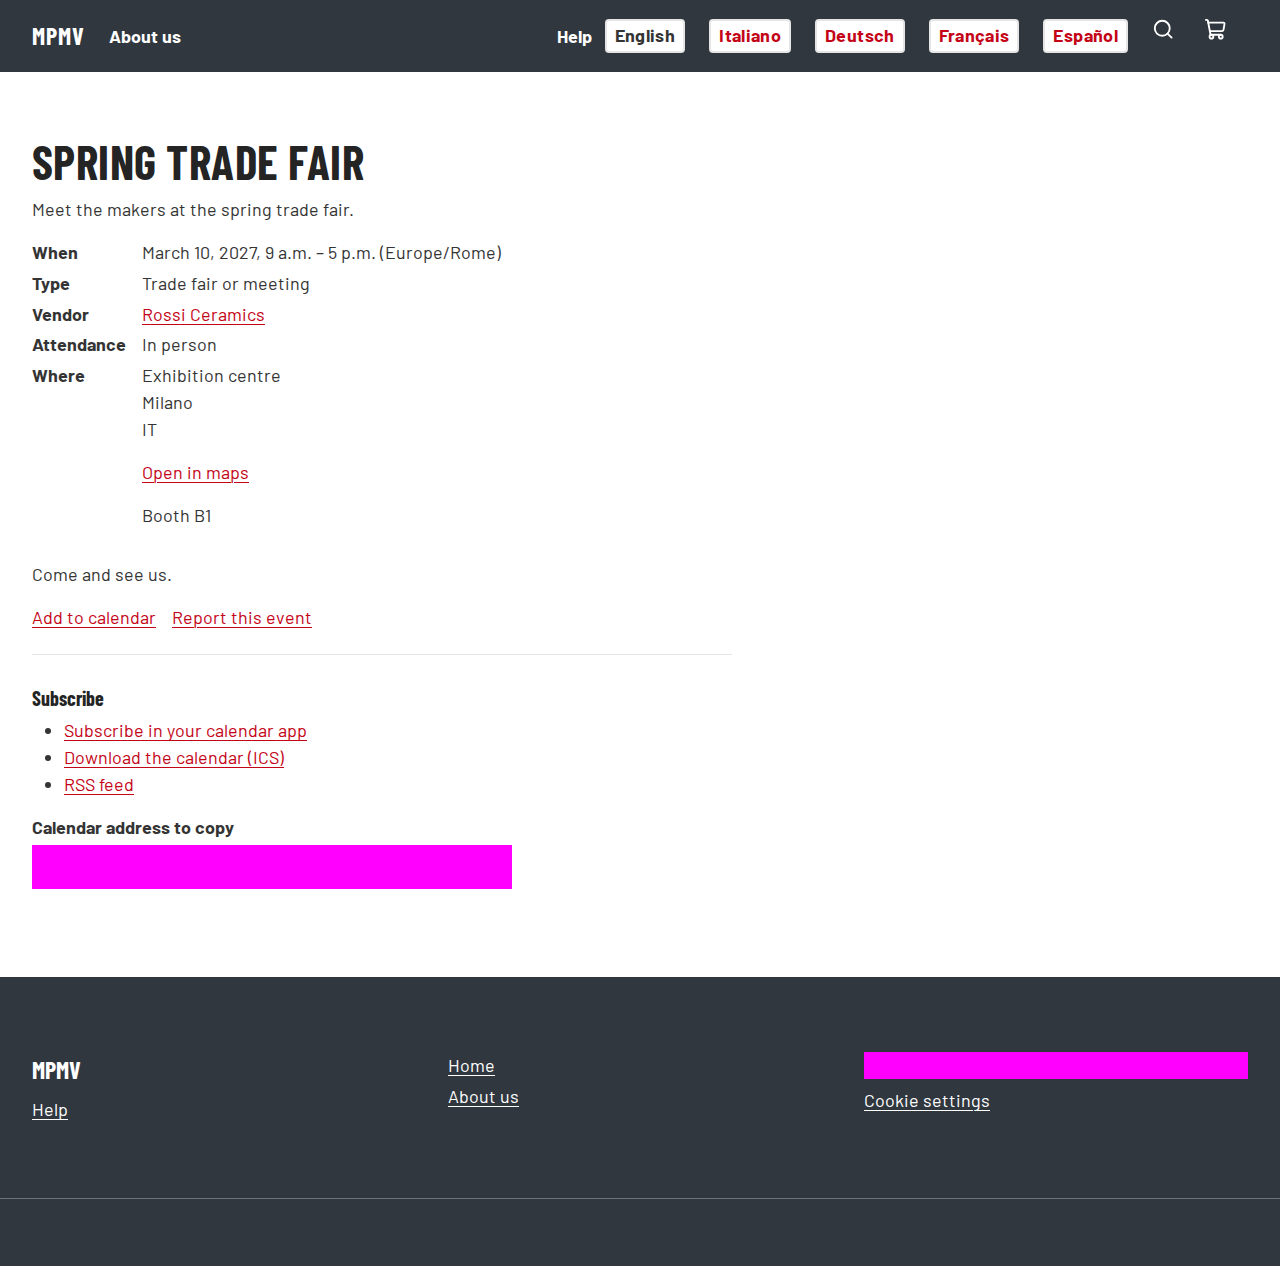 MPMV About us Help English Italiano Deutsch Français Español
SPRING TRADE FAIR
Meet the makers at the spring trade fair.
When March 10, 2027, 9 a.m. – 5 p.m. (Europe/Rome)
Type Trade fair or meeting
Vendor Rossi Ceramics
Attendance In person
Where Exhibition centre
Milano
IT
Open in maps
Booth B1
Come and see us.
Add to calendar Report this event
Subscribe
Subscribe in your calendar app
Download the calendar (ICS)
RSS feed
Calendar address to copy
MPMV
Help
Home
About us
Cookie settings